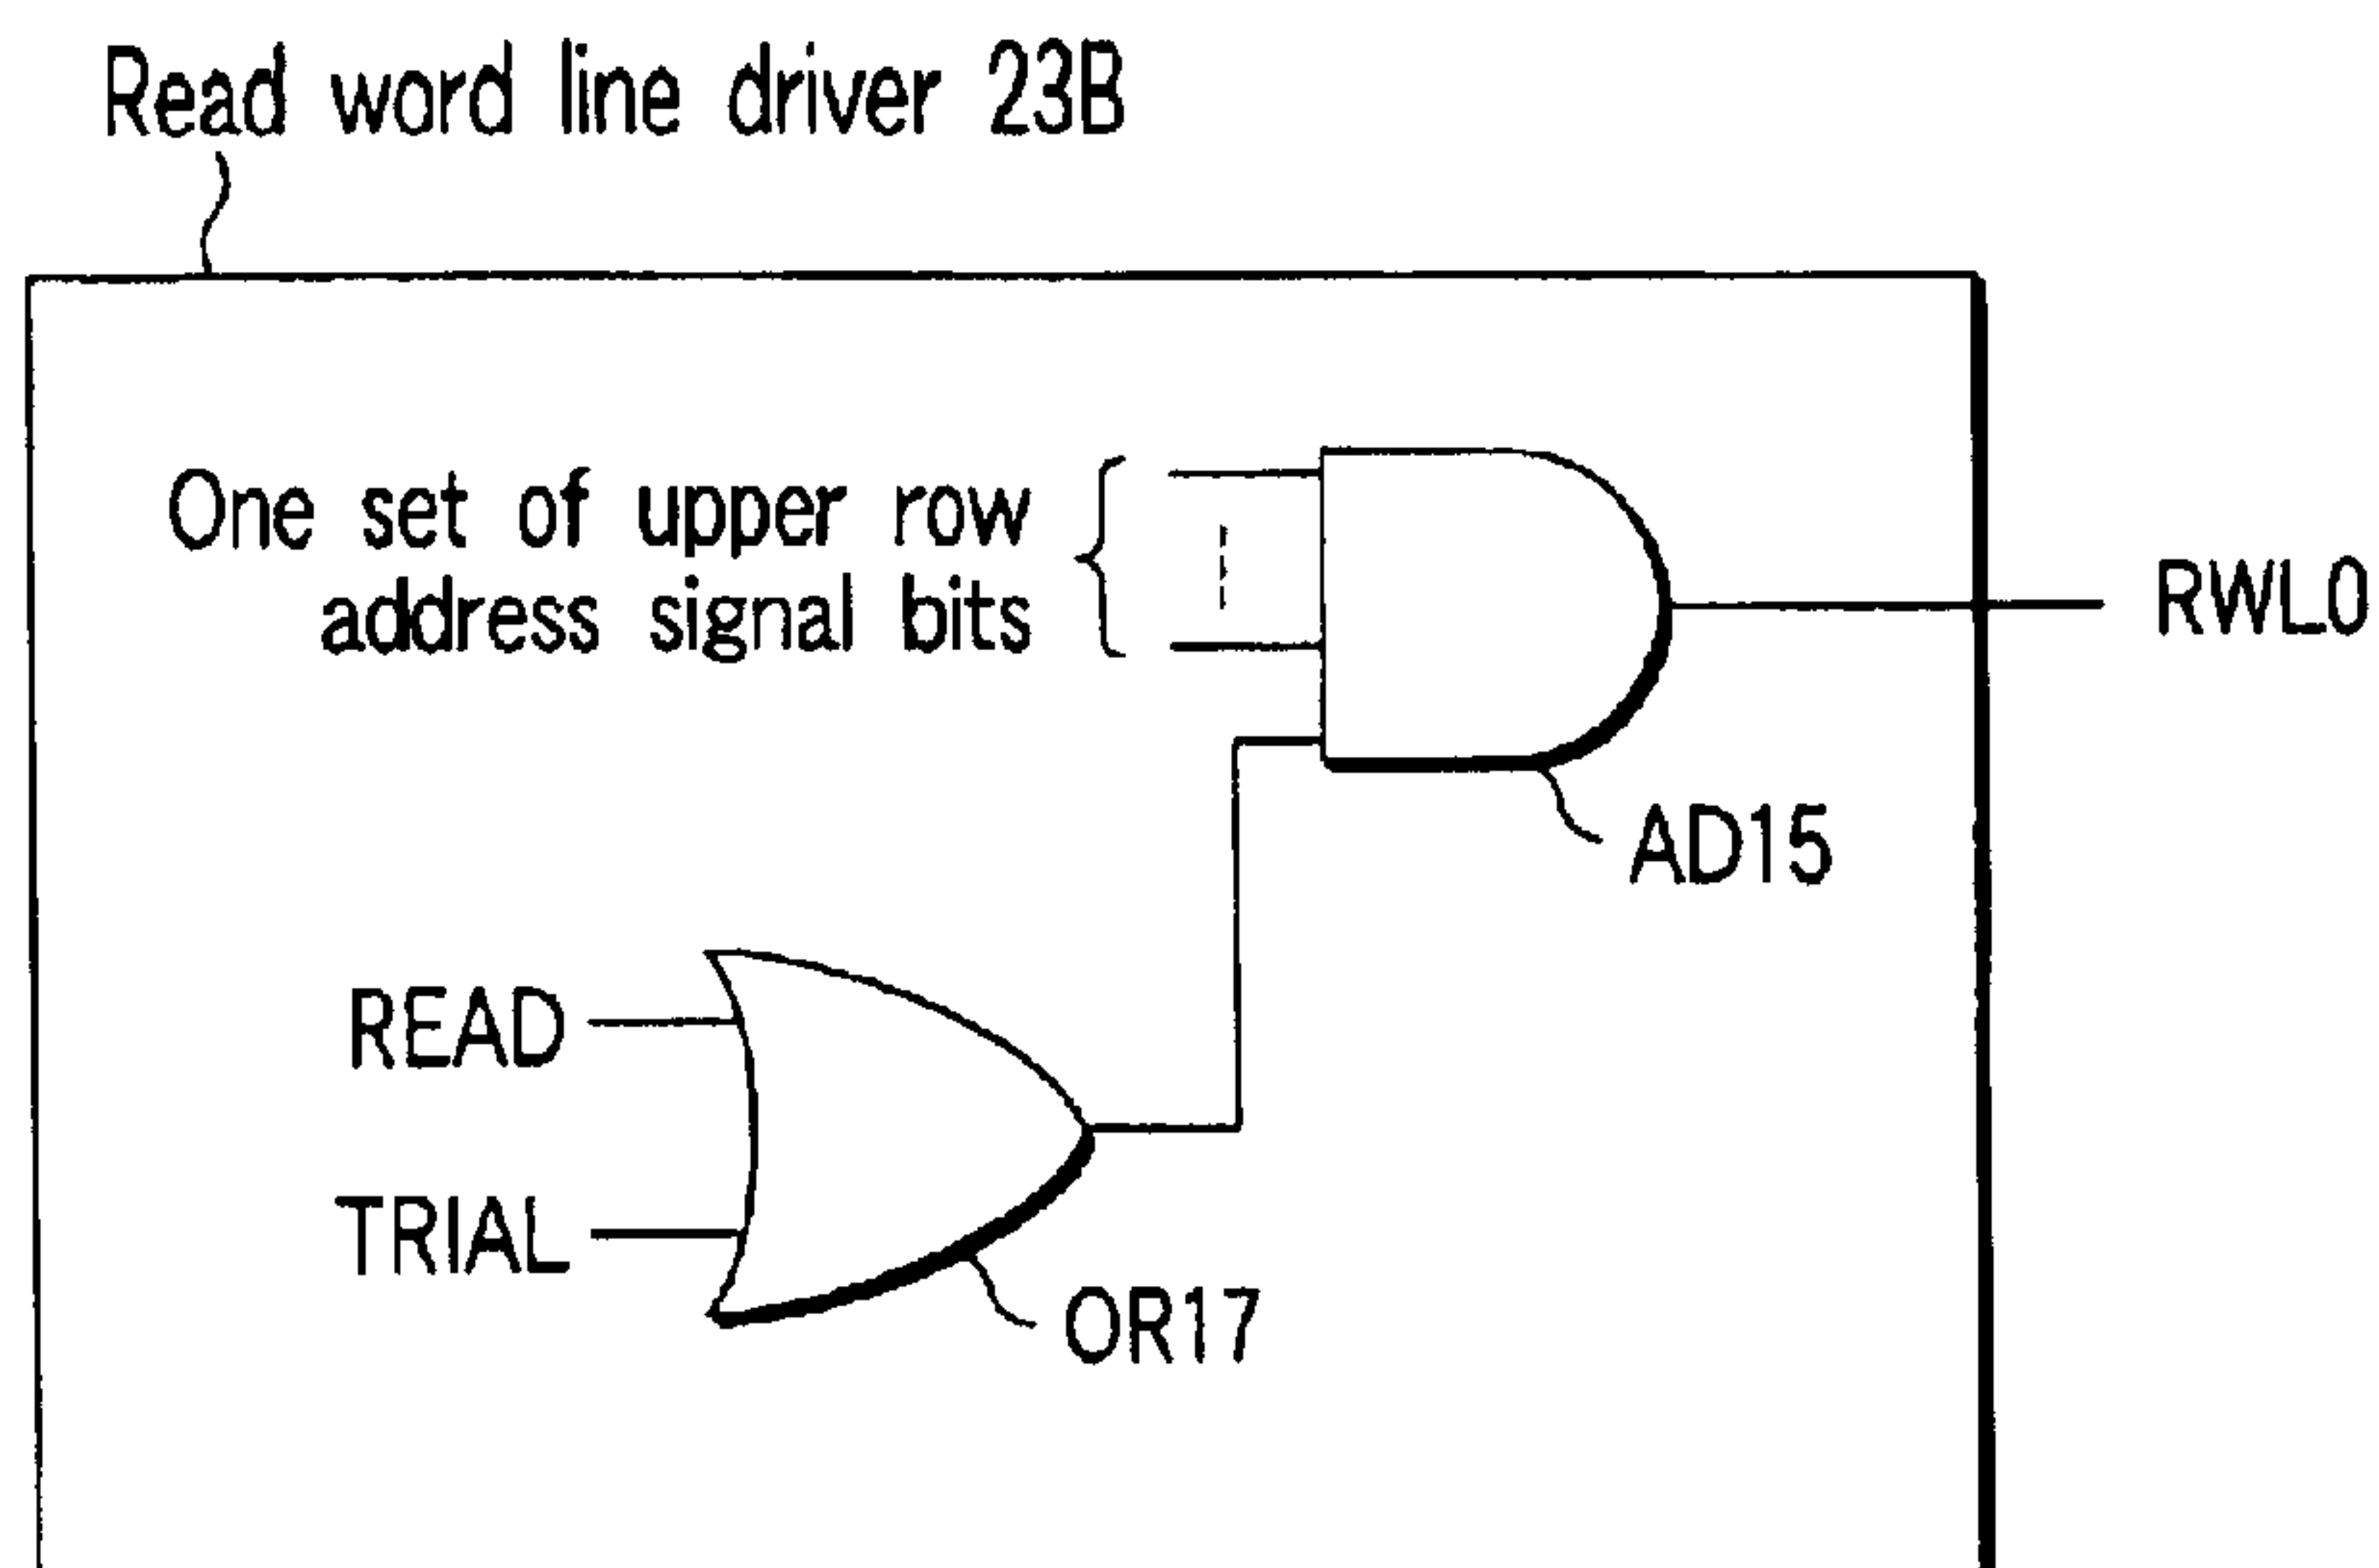 Read word line driver 23B
One set of upper row
address signal bits
RWL0
AD15
READ
TRIAL
OR17